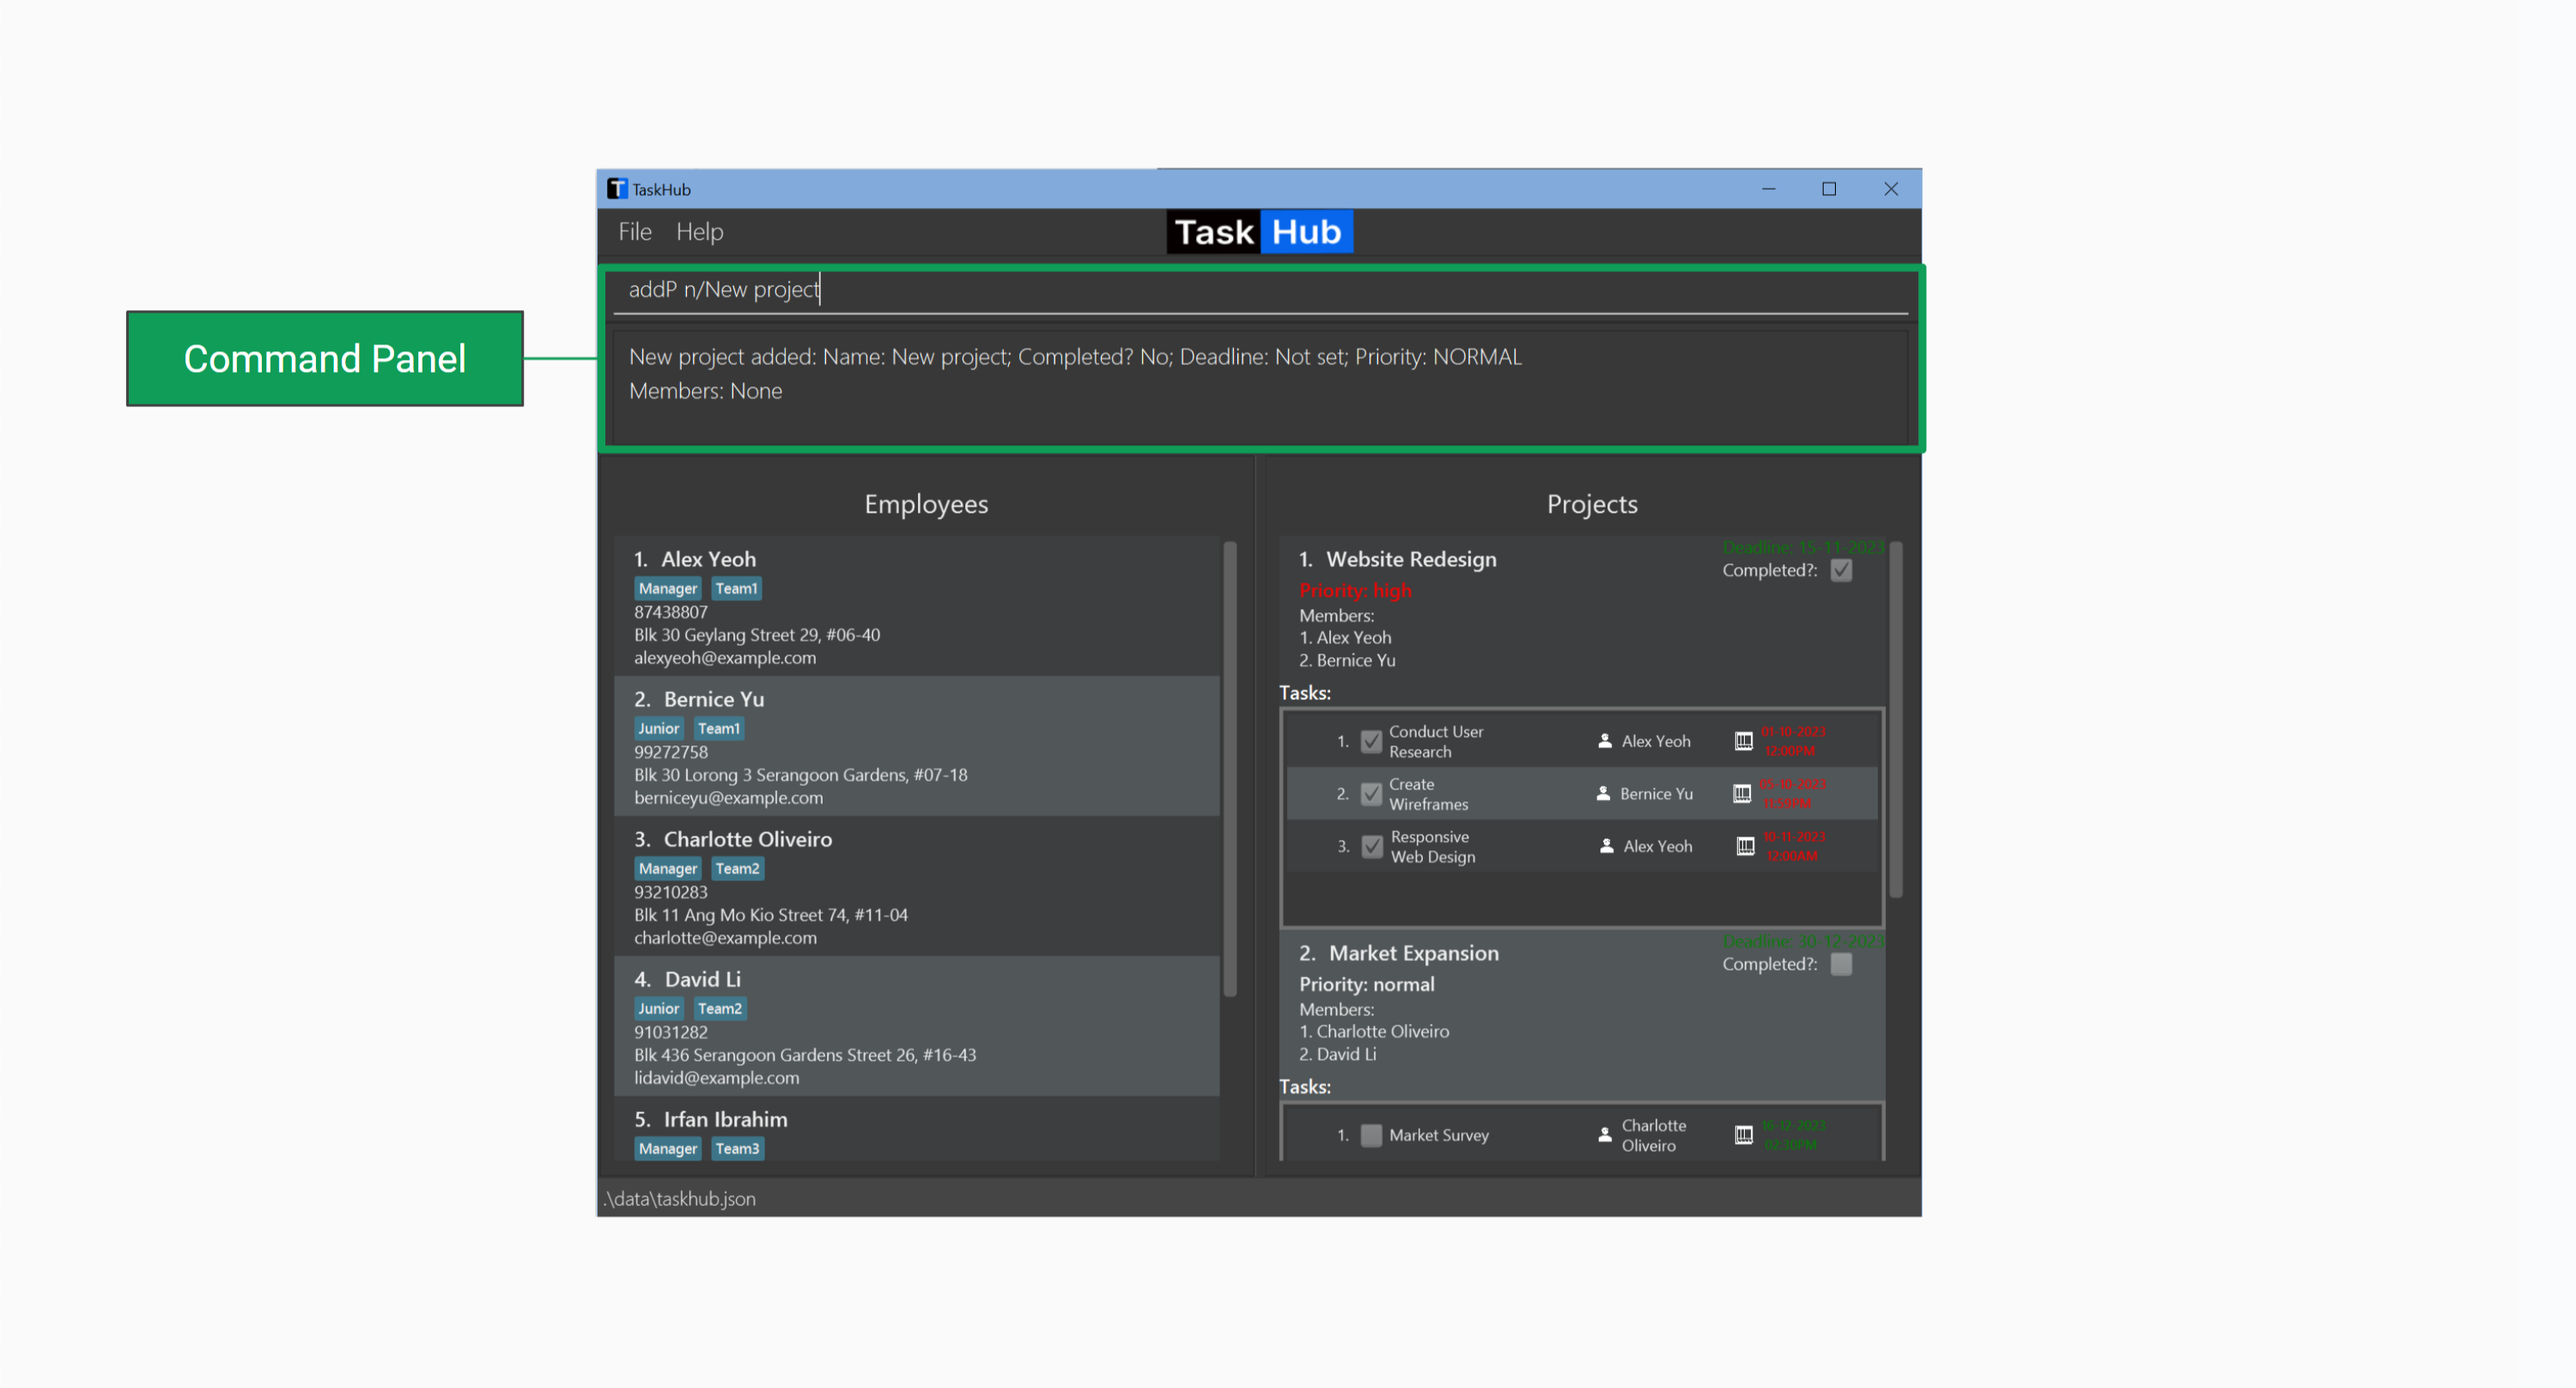 TaskHub
File Help
Task Hub
addP n/New project
Command Panel
New project added: Name: New project; Completed? No; Deadline: Not set; Priority: NORMAL
Members: None
Employees
1. Alex Yeoh
Manager Team1
87438807
Blk 30 Geylang Street 29, #06-40
alexyeoh@example.com
2. Bernice Yu
Junior Team1
99272758
Blk 30 Lorong 3 Serangoon Gardens, #07-18
berniceyu@example.com
3. Charlotte Oliveiro
Manager Team2
93210283
Blk 11 Ang Mo Kio Street 74, #11-04
charlotte@example.com
4. David Li
Junior Team2
91031282
Blk 436 Serangoon Gardens Street 26, #16-43
lidavid@example.com
5. Irfan Ibrahim
Manager Team3
Projects
Deadline: 15-11-2023
1. Website Redesign
Completed?:
Priority: high
Members:
1. Alex Yeoh
2. Bernice Yu
Tasks:
1. Conduct User
Research
Alex Yeoh
01-10-2023
12:00PM
2. Create
Wireframes
Bernice Yu
05-10-2023
11:59PM
3. Responsive
Web Design
Alex Yeoh
10-11-2023
12:00AM
Deadline: 30-12-2023
2. Market Expansion
Completed?:
Priority: normal
Members:
1. Charlotte Oliveiro
2. David Li
Tasks:
1. Market Survey
Charlotte
Oliveiro
16-12-2023
02:30PM
.\data\taskhub.json